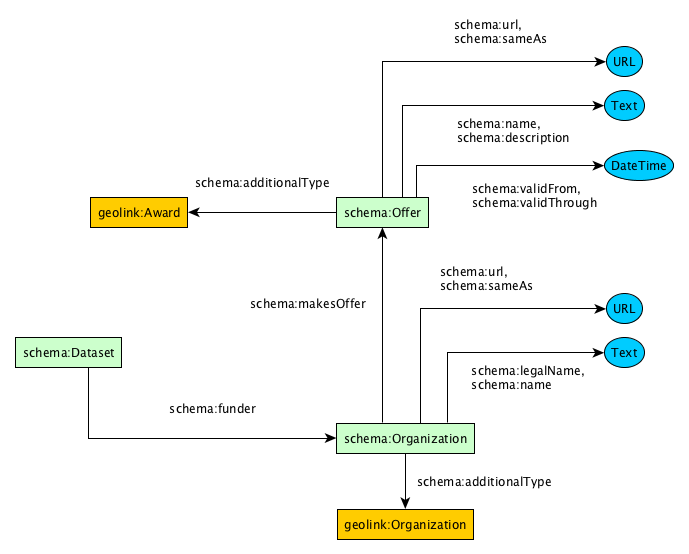 schema:url,
schema:sameAs
URL
Text
schema:name,
schema:description
DateTime
schema:additionalType
schema:validFrom,
schema:validThrough
geolink:Award
schema:Offer
schema:url,
schema:sameAs
schema:makesOffer
URL
schema:Dataset
Text
schema:legalName,
schema:name
schema:funder
schema:Organization
schema:additionalType
geolink:Organization